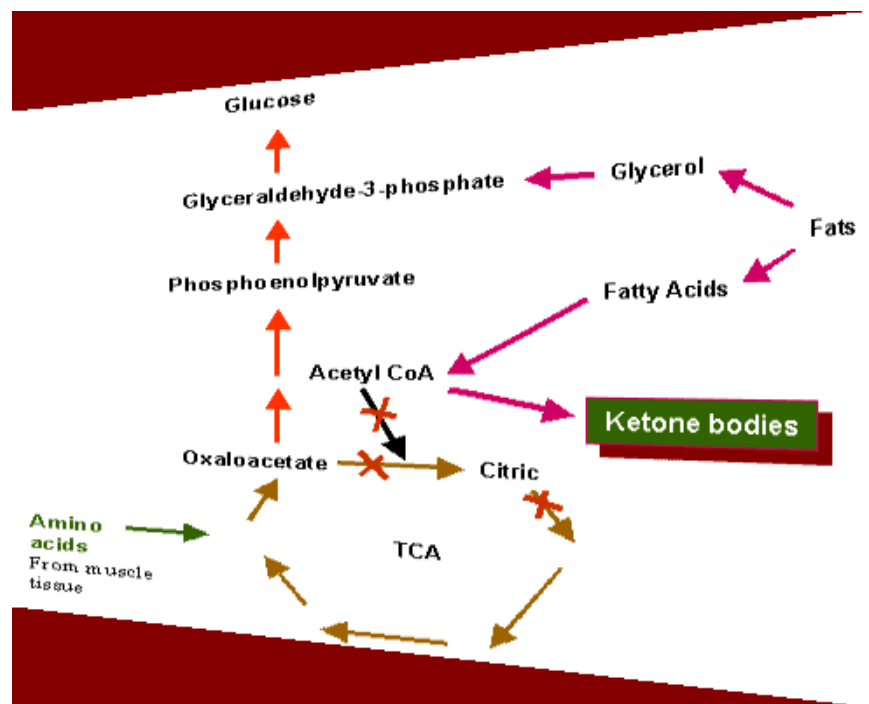 Glucose
Glyceraldehyde-3-phosphate
Glycerol
Fats
Phosphoenolpyruvate
Fatty Acids
Acetyl CoA
Ketone bodies
Oxaloacetate
Citric
Amino
acids
From muscle
tissue
TCA